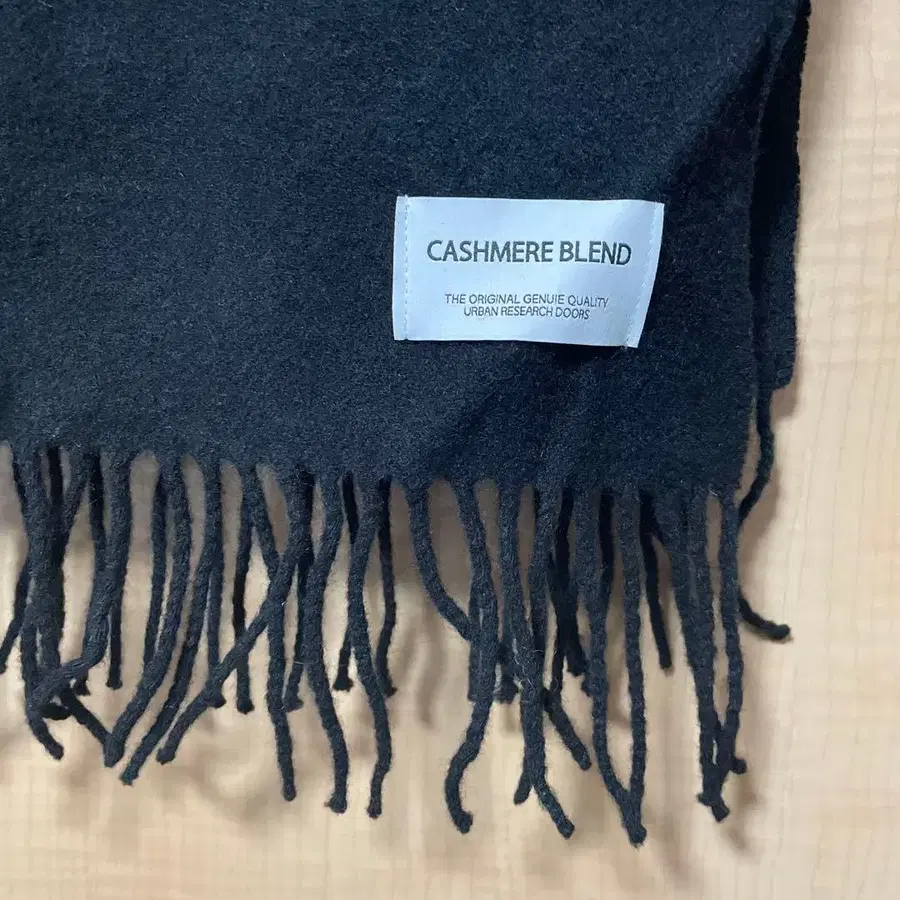 CASHMERE BLEND
THE ORIGINAL GENUIE QUALITY
URBAN RESEARCH DOORS